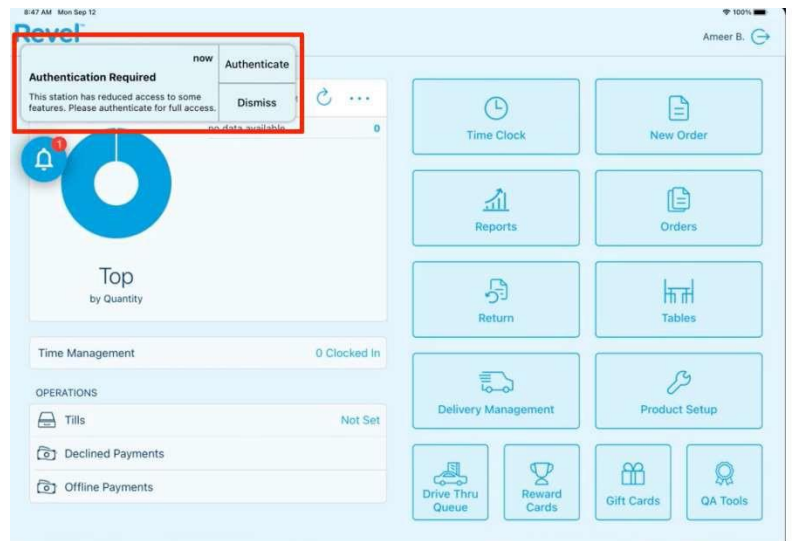 8:47 AM Mon Sep 12
100%
Revel
Ameer B.
now
Authentication Required
This station has reduced access to some
features. Please authenticate for full access.
Authenticate
Dismiss
no data available 0
1
Top
by Quantity
Time Management 0 Clocked In
OPERATIONS
Tills Not Set
Declined Payments
Offline Payments
Time Clock
New Order
Reports
Orders
Return
Tables
Delivery Management
Product Setup
Drive Thru
Queue
Reward
Cards
Gift Cards
QA Tools